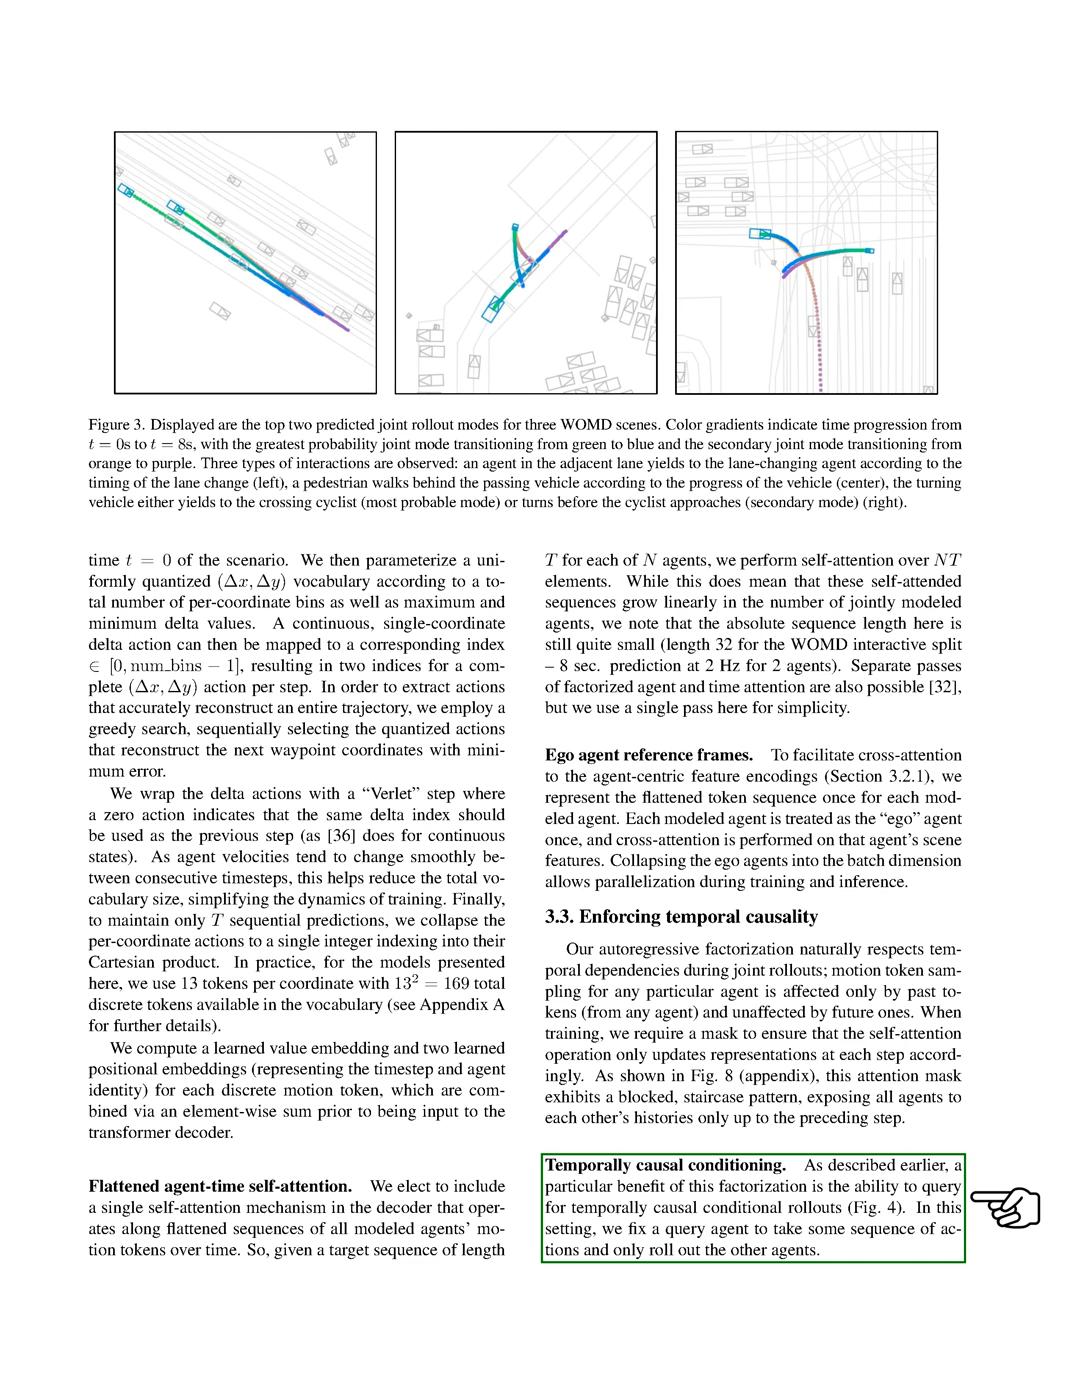 Figure 3. Displayed are the top two predicted joint rollout modes for three WOMD scenes. Color gradients indicate time progression from
t = 0s to t = 8s, with the greatest probability joint mode transitioning from green to blue and the secondary joint mode transitioning from
orange to purple. Three types of interactions are observed: an agent in the adjacent lane yields to the lane-changing agent according to the
timing of the lane change (left), a pedestrian walks behind the passing vehicle according to the progress of the vehicle (center), the turning
vehicle either yields to the crossing cyclist (most probable mode) or turns before the cyclist approaches (secondary mode) (right).
time t = 0 of the scenario. We then parameterize a uni-
formly quantized (Δx, Δy) vocabulary according to a to-
tal number of per-coordinate bins as well as maximum and
minimum delta values. A continuous, single-coordinate
delta action can then be mapped to a corresponding index
∈ [0, num_bins − 1], resulting in two indices for a com-
plete (Δx, Δy) action per step. In order to extract actions
that accurately reconstruct an entire trajectory, we employ a
greedy search, sequentially selecting the quantized actions
that reconstruct the next waypoint coordinates with mini-
mum error.
We wrap the delta actions with a “Verlet” step where
a zero action indicates that the same delta index should
be used as the previous step (as [36] does for continuous
states). As agent velocities tend to change smoothly be-
tween consecutive timesteps, this helps reduce the total vo-
cabulary size, simplifying the dynamics of training. Finally,
to maintain only T sequential predictions, we collapse the
per-coordinate actions to a single integer indexing into their
Cartesian product. In practice, for the models presented
here, we use 13 tokens per coordinate with 13² = 169 total
discrete tokens available in the vocabulary (see Appendix A
for further details).
We compute a learned value embedding and two learned
positional embeddings (representing the timestep and agent
identity) for each discrete motion token, which are com-
bined via an element-wise sum prior to being input to the
transformer decoder.
Flattened agent-time self-attention. We elect to include
a single self-attention mechanism in the decoder that oper-
ates along flattened sequences of all modeled agents’ mo-
tion tokens over time. So, given a target sequence of length
T for each of N agents, we perform self-attention over NT
elements. While this does mean that these self-attended
sequences grow linearly in the number of jointly modeled
agents, we note that the absolute sequence length here is
still quite small (length 32 for the WOMD interactive split
– 8 sec. prediction at 2 Hz for 2 agents). Separate passes
of factorized agent and time attention are also possible [32],
but we use a single pass here for simplicity.
Ego agent reference frames. To facilitate cross-attention
to the agent-centric feature encodings (Section 3.2.1), we
represent the flattened token sequence once for each mod-
eled agent. Each modeled agent is treated as the “ego” agent
once, and cross-attention is performed on that agent’s scene
features. Collapsing the ego agents into the batch dimension
allows parallelization during training and inference.
3.3. Enforcing temporal causality
Our autoregressive factorization naturally respects tem-
poral dependencies during joint rollouts; motion token sam-
pling for any particular agent is affected only by past to-
kens (from any agent) and unaffected by future ones. When
training, we require a mask to ensure that the self-attention
operation only updates representations at each step accord-
ingly. As shown in Fig. 8 (appendix), this attention mask
exhibits a blocked, staircase pattern, exposing all agents to
each other’s histories only up to the preceding step.
Temporally causal conditioning. As described earlier, a
particular benefit of this factorization is the ability to query
for temporally causal conditional rollouts (Fig. 4). In this
setting, we fix a query agent to take some sequence of ac-
tions and only roll out the other agents.